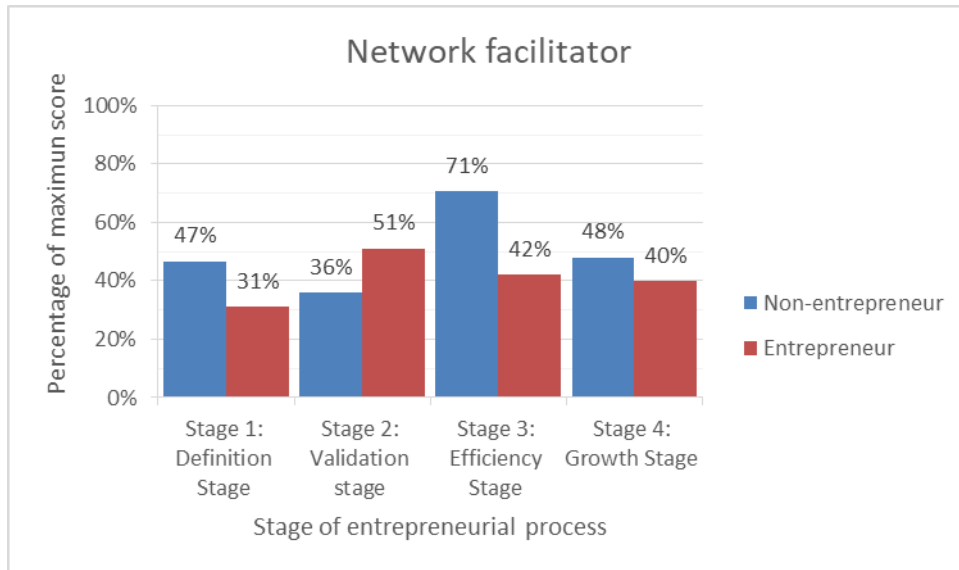 Network facilitator
Percentage of maximun score
100%
80%
60%
40%
20%
0%
47%
31%
36%
51%
71%
42%
48%
40%
Stage 1:
Definition
Stage
Stage 2:
Validation
stage
Stage 3:
Efficiency
Stage
Stage 4:
Growth Stage
Stage of entrepreneurial process
Non-entrepreneur
Entrepreneur